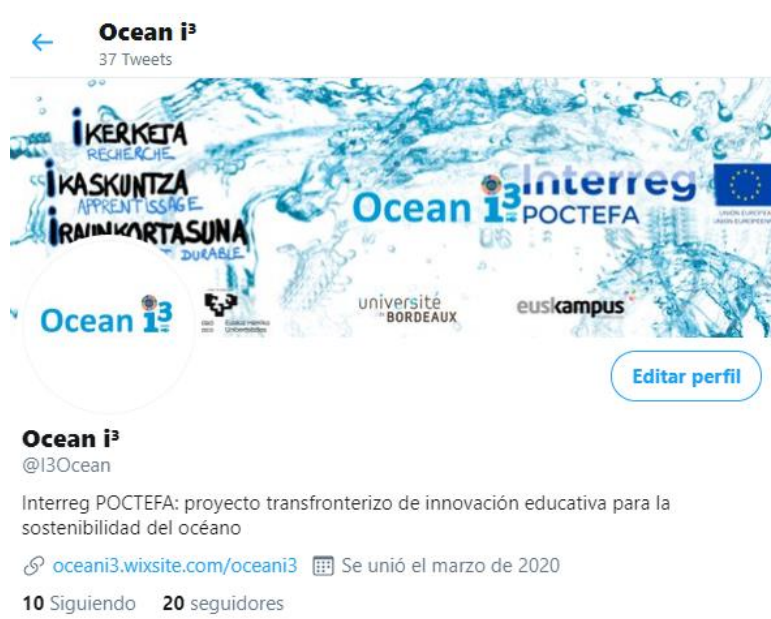 Ocean i³
37 Tweets
iKERKETA
RECHERCHE
iKASKUNTZA
APPRENTISSAGE
iRAUNKORTASUNA
DURABLE
Ocean i3
Interreg
POCTEFA
Ocean i3
université
de BORDEAUX
euskampus
Editar perfil
Ocean i³
@I3Ocean
Interreg POCTEFA: proyecto transfronterizo de innovación educativa para la
sostenibilidad del océano
oceani3.wixsite.com/oceani3 Se unió el marzo de 2020
10 Siguiendo 20 seguidores